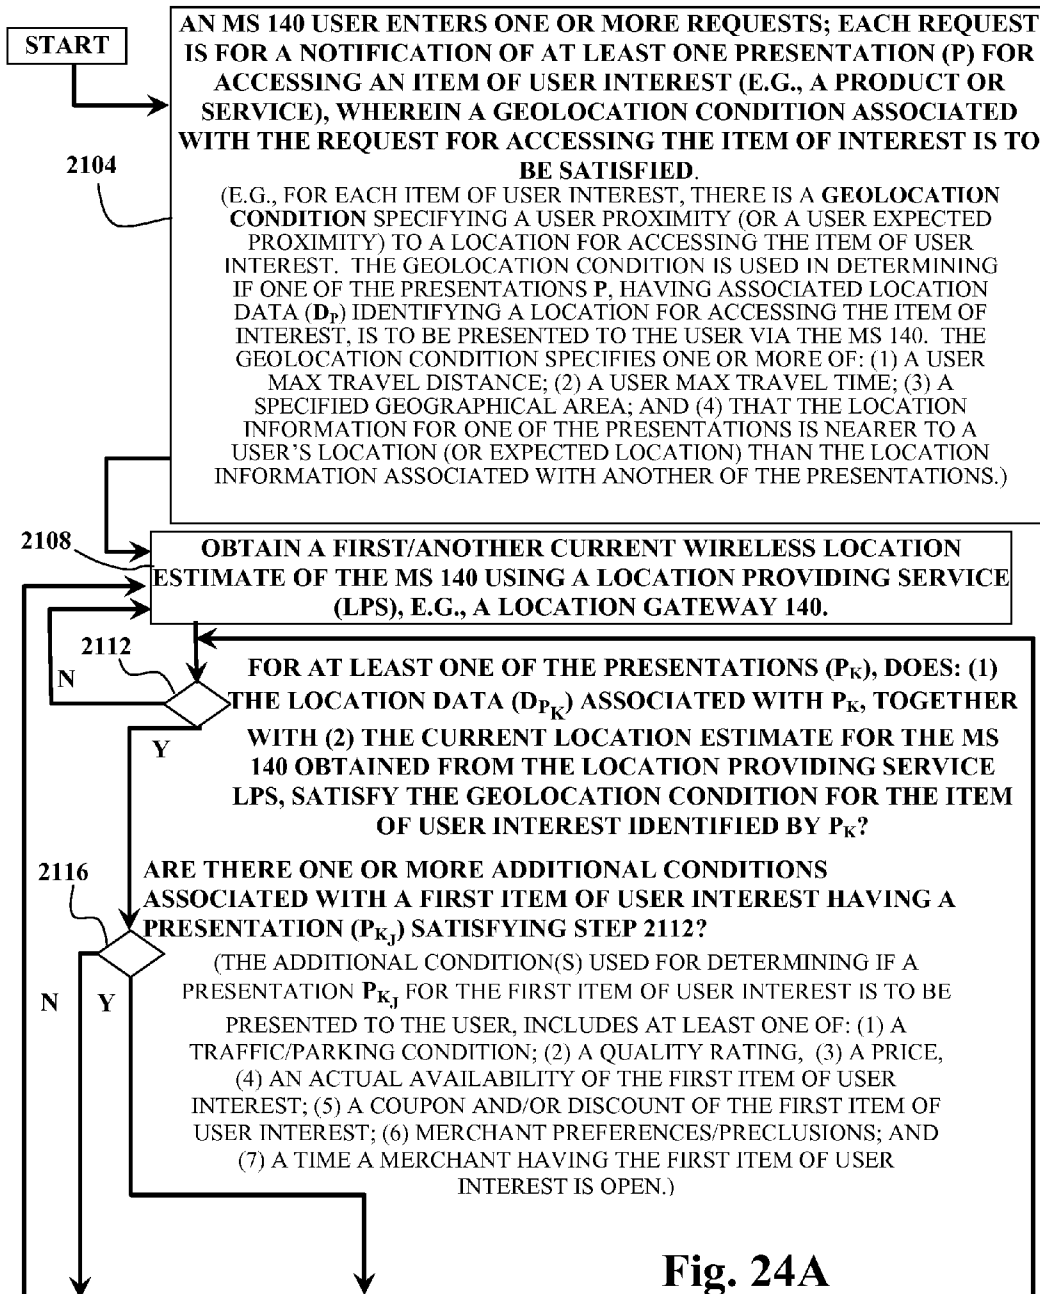 START
AN MS 140 USER ENTERS ONE OR MORE REQUESTS; EACH REQUEST
IS FOR A NOTIFICATION OF AT LEAST ONE PRESENTATION (P) FOR
ACCESSING AN ITEM OF USER INTEREST (E.G., A PRODUCT OR
SERVICE), WHEREIN A GEOLOCATION CONDITION ASSOCIATED
WITH THE REQUEST FOR ACCESSING THE ITEM OF INTEREST IS TO
BE SATISFIED.
2104
(E.G., FOR EACH ITEM OF USER INTEREST, THERE IS A GEOLOCATION
CONDITION SPECIFYING A USER PROXIMITY (OR A USER EXPECTED
PROXIMITY) TO A LOCATION FOR ACCESSING THE ITEM OF USER
INTEREST. THE GEOLOCATION CONDITION IS USED IN DETERMINING
IF ONE OF THE PRESENTATIONS P, HAVING ASSOCIATED LOCATION
DATA (DP) IDENTIFYING A LOCATION FOR ACCESSING THE ITEM OF
INTEREST, IS TO BE PRESENTED TO THE USER VIA THE MS 140. THE
GEOLOCATION CONDITION SPECIFIES ONE OR MORE OF: (1) A USER
MAX TRAVEL DISTANCE; (2) A USER MAX TRAVEL TIME; (3) A
SPECIFIED GEOGRAPHICAL AREA; AND (4) THAT THE LOCATION
INFORMATION FOR ONE OF THE PRESENTATIONS IS NEARER TO A
USER'S LOCATION (OR EXPECTED LOCATION) THAN THE LOCATION
INFORMATION ASSOCIATED WITH ANOTHER OF THE PRESENTATIONS.)
2108
OBTAIN A FIRST/ANOTHER CURRENT WIRELESS LOCATION
ESTIMATE OF THE MS 140 USING A LOCATION PROVIDING SERVICE
(LPS), E.G., A LOCATION GATEWAY 140.
2112
N
Y
FOR AT LEAST ONE OF THE PRESENTATIONS (PK), DOES: (1)
THE LOCATION DATA (DPK) ASSOCIATED WITH PK, TOGETHER
WITH (2) THE CURRENT LOCATION ESTIMATE FOR THE MS
140 OBTAINED FROM THE LOCATION PROVIDING SERVICE
LPS, SATISFY THE GEOLOCATION CONDITION FOR THE ITEM
OF USER INTEREST IDENTIFIED BY PK?
2116
ARE THERE ONE OR MORE ADDITIONAL CONDITIONS
ASSOCIATED WITH A FIRST ITEM OF USER INTEREST HAVING A
PRESENTATION (PKJ) SATISFYING STEP 2112?
N
Y
(THE ADDITIONAL CONDITION(S) USED FOR DETERMINING IF A
PRESENTATION PKJ FOR THE FIRST ITEM OF USER INTEREST IS TO BE
PRESENTED TO THE USER, INCLUDES AT LEAST ONE OF: (1) A
TRAFFIC/PARKING CONDITION; (2) A QUALITY RATING, (3) A PRICE,
(4) AN ACTUAL AVAILABILITY OF THE FIRST ITEM OF USER
INTEREST; (5) A COUPON AND/OR DISCOUNT OF THE FIRST ITEM OF
USER INTEREST; (6) MERCHANT PREFERENCES/PRECLUSIONS; AND
(7) A TIME A MERCHANT HAVING THE FIRST ITEM OF USER
INTEREST IS OPEN.)
Fig. 24A